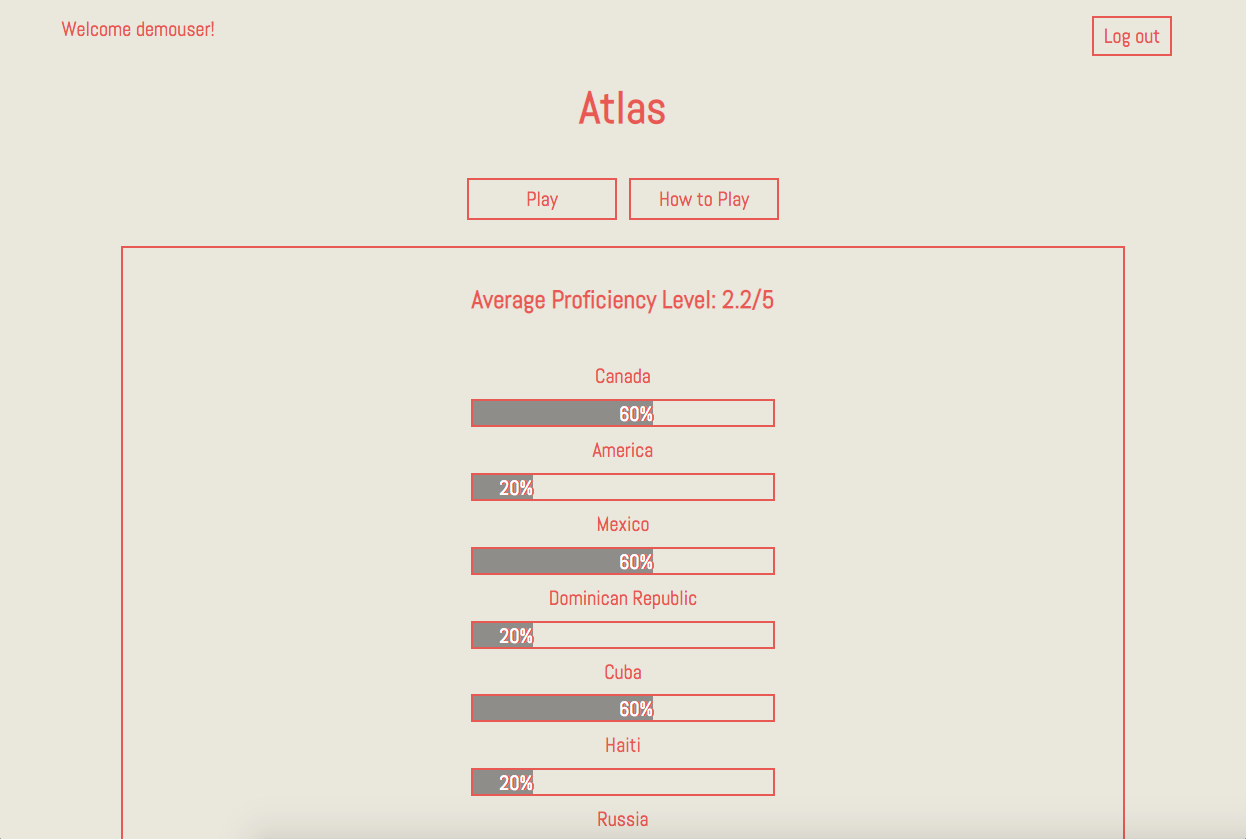 Welcome demouser!
Log out
Atlas
Play
How to Play
Average Proficiency Level: 2.2/5
Canada
60%
America
20%
Mexico
60%
Dominican Republic
20%
Cuba
60%
Haiti
20%
Russia